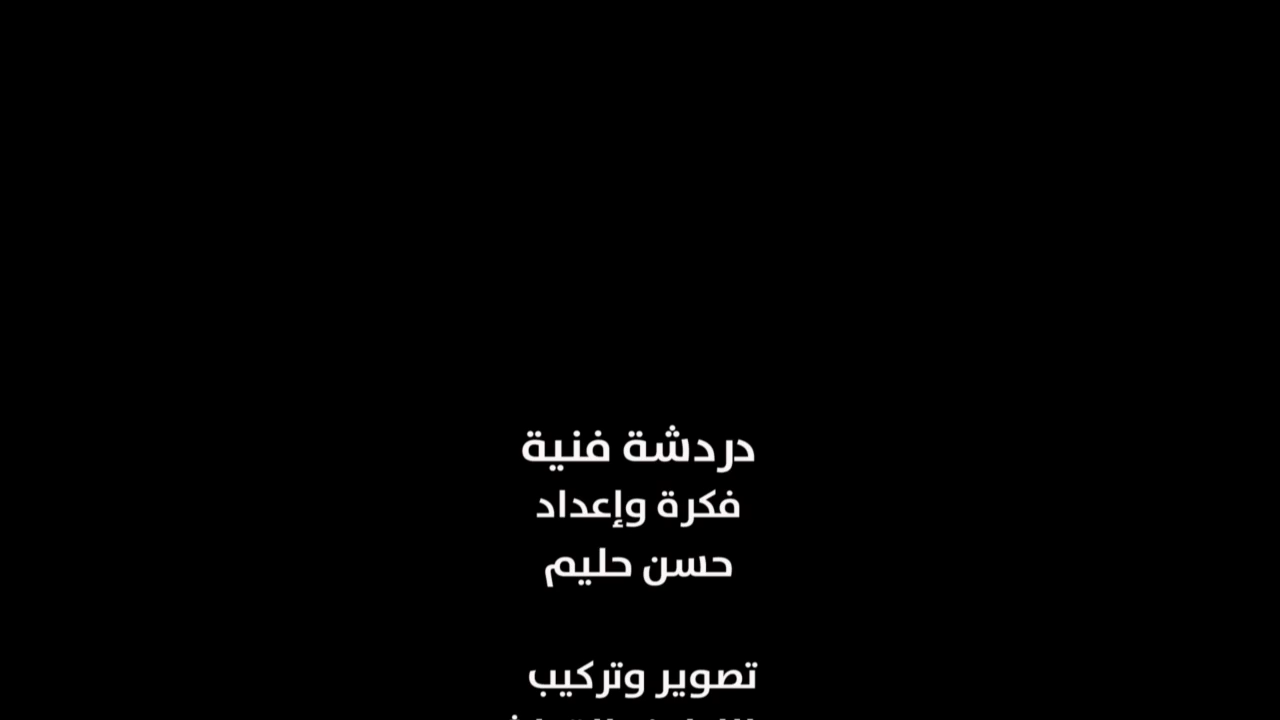 دردشة فنية
فكرة وإعداد
حسن حليم
تصوير وتركيب